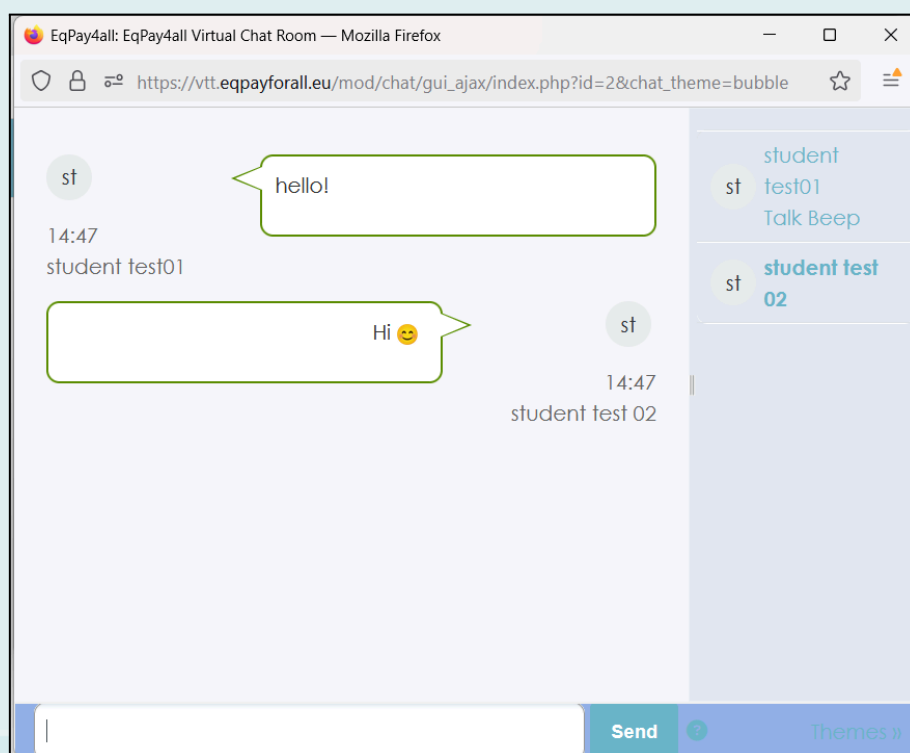 EqPay4all: EqPay4all Virtual Chat Room — Mozilla Firefox
https://vtt.eqpayforall.eu/mod/chat/gui_ajax/index.php?id=2&chat_theme=bubble
st
hello!
14:47
student test01
Hi 😊
st
14:47
student test 02
st
student
test01
Talk Beep
st
student test
02
Send
?
Themes »